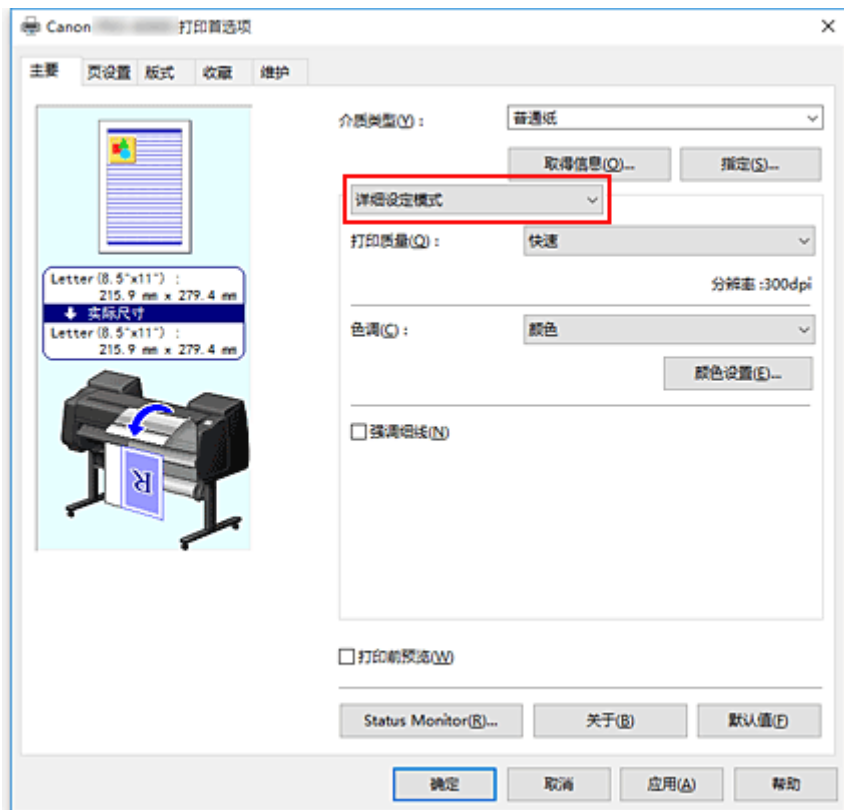 Canon 打印首选项
主要 页设置 版式 收藏 维护
介质类型(Y)： 普通纸
取得信息(O)... 指定(S)...
详细设定模式
打印质量(Q)： 快速
分辨率 :300dpi
色调(C)： 颜色
颜色设置(E)...
强调细线(N)
Letter(8.5"x11") :
215.9 mm x 279.4 mm
实际尺寸
Letter(8.5"x11") :
215.9 mm x 279.4 mm
R
打印前预览(W)
Status Monitor(R)... 关于(B) 默认值(F)
确定 取消 应用(A) 帮助